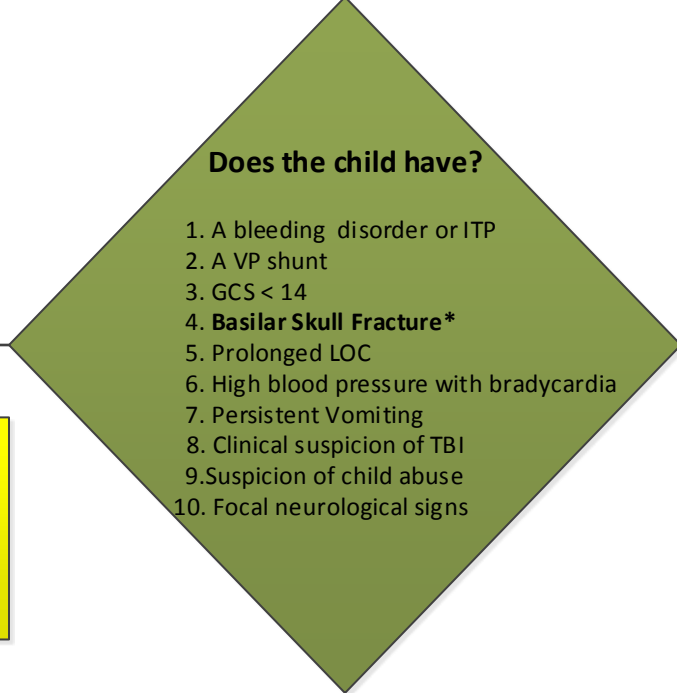 Does the child have?
1. A bleeding disorder or ITP
2. A VP shunt
3. GCS < 14
4. Basilar Skull Fracture*
5. Prolonged LOC
6. High blood pressure with bradycardia
7. Persistent Vomiting
8. Clinical suspicion of TBI
9.Suspicion of child abuse
10. Focal neurological signs